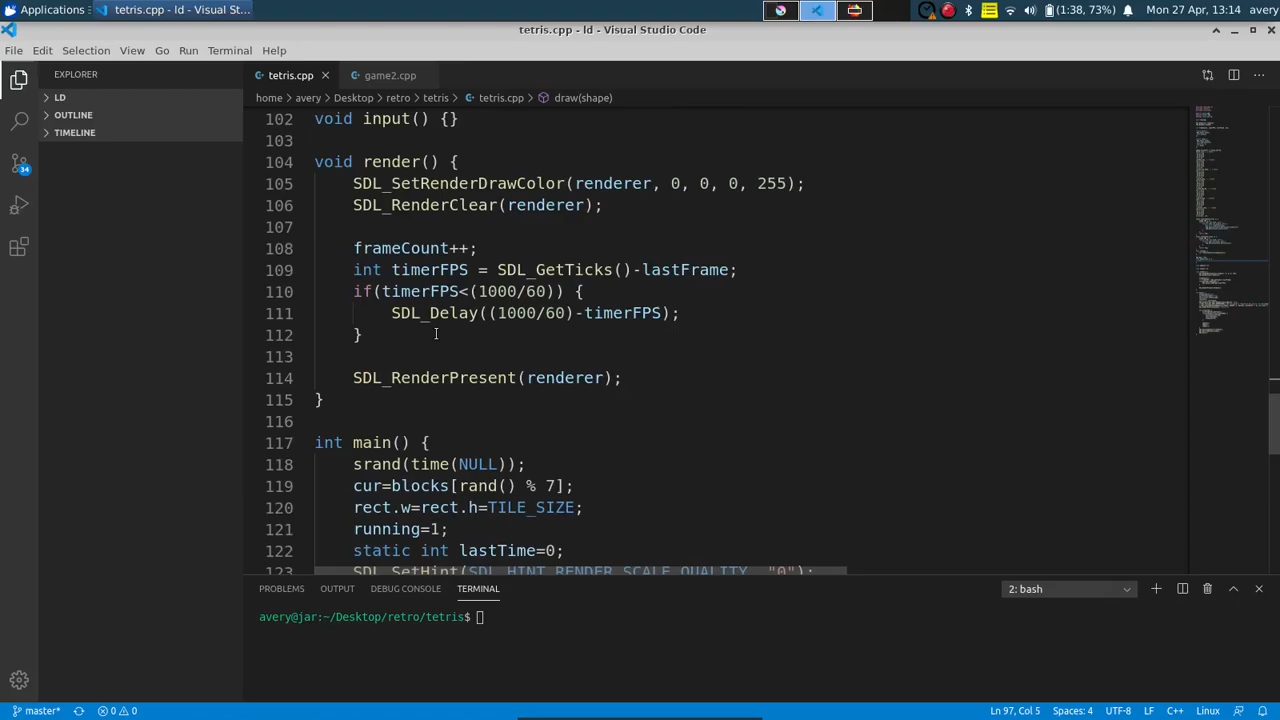 Applications
tetris.cpp - ld - Visual St...
(1:38, 73%)
Mon 27 Apr, 13:14
avery
tetris.cpp - ld - Visual Studio Code
File Edit Selection View Go Run Terminal Help
EXPLORER
LD
OUTLINE
TIMELINE
34
tetris.cpp
game2.cpp
home > avery > Desktop > retro > tetris > tetris.cpp > draw(shape)
102 void input() {}
103
104 void render() {
105 SDL_SetRenderDrawColor(renderer, 0, 0, 0, 255);
106 SDL_RenderClear(renderer);
107
108 frameCount++;
109 int timerFPS = SDL_GetTicks()-lastFrame;
110 if(timerFPS<(1000/60)) {
111 SDL_Delay((1000/60)-timerFPS);
112 }
113
114 SDL_RenderPresent(renderer);
115 }
116
117 int main() {
118 srand(time(NULL));
119 cur=blocks[rand() % 7];
120 rect.w=rect.h=TILE_SIZE;
121 running=1;
122 static int lastTime=0;
123 SDL_SetHint(SDL_HINT_RENDER_SCALE_QUALITY, "0");
PROBLEMS OUTPUT DEBUG CONSOLE TERMINAL
2: bash
avery@jar:~/Desktop/retro/tetris$
master*
0 0
Ln 97, Col 5 Spaces: 4 UTF-8 LF C++ Linux